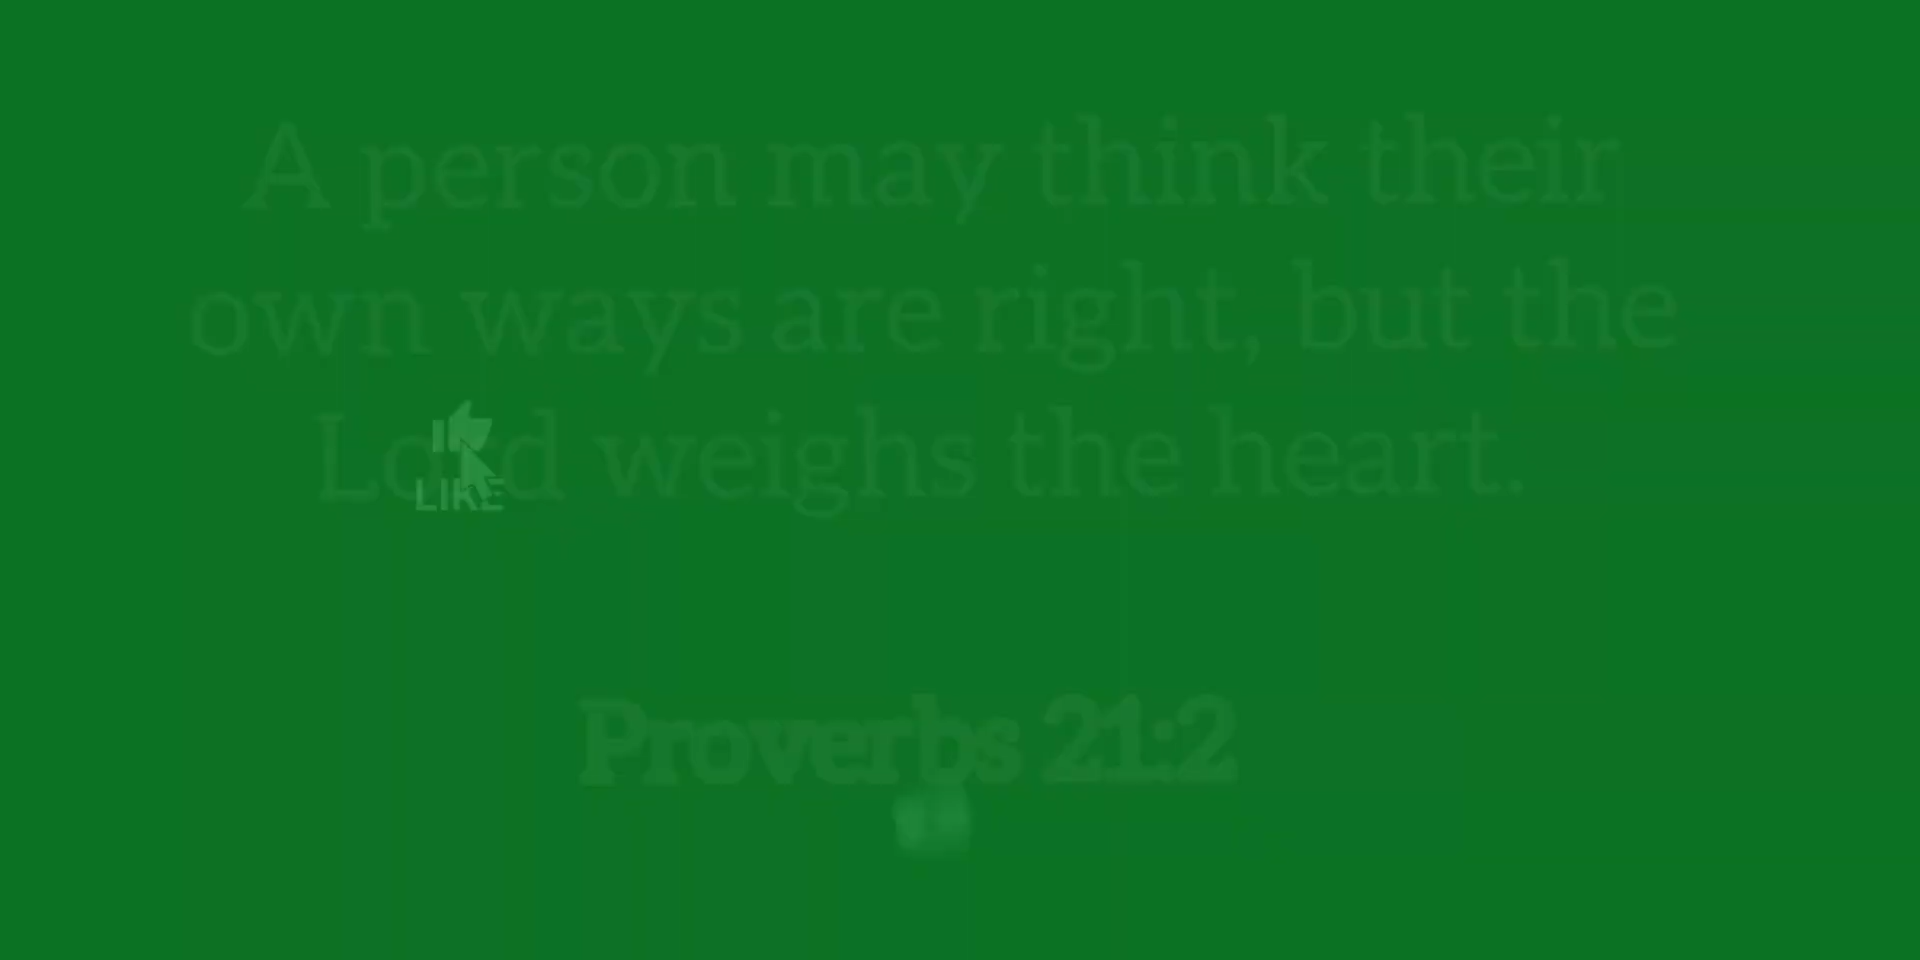 A person may think their
own ways are right, but the
Lord weighs the heart.
LIKE
Proverbs 21:2